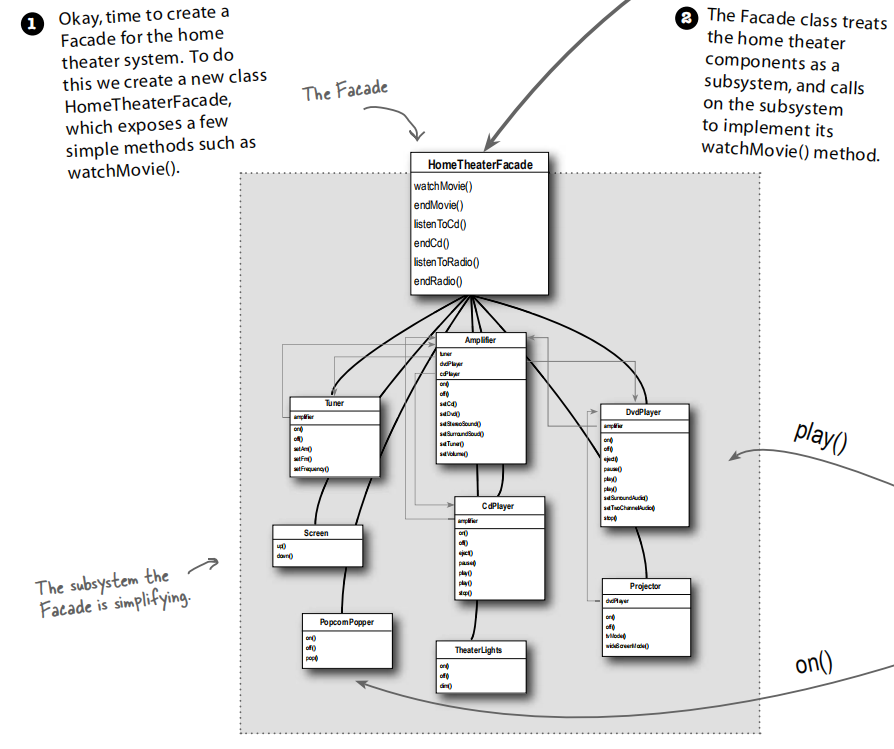 1
Okay, time to create a
Facade for the home
theater system. To do
this we create a new class
HomeTheaterFacade,
which exposes a few
simple methods such as
watchMovie().
The Facade
2
The Facade class treats
the home theater
components as a
subsystem, and calls
on the subsystem
to implement its
watchMovie() method.
HomeTheaterFacade
watchMovie()
endMovie()
listenToCd()
endCd()
listenToRadio()
endRadio()
Amplifier
tuner
dvdPlayer
cdPlayer
on()
off()
setCd()
setDvd()
setStereoSound()
setSurroundSoud()
setTuner()
setVolume()
Tuner
amplifier
on()
off()
setAm()
setFm()
setFrequency()
DvdPlayer
amplifier
on()
off()
eject()
pause()
play()
play()
setSurroundAudio()
setTwoChannelAudio()
stop()
play()
Screen
up()
down()
CdPlayer
amplifier
on()
off()
eject()
pause()
play()
play()
stop()
The subsystem the
Facade is simplifying.
Projector
dvdPlayer
on()
off()
tvMode()
wideScreenMode()
PopcornPopper
on()
off()
pop()
TheaterLights
on()
off()
dim()
on()